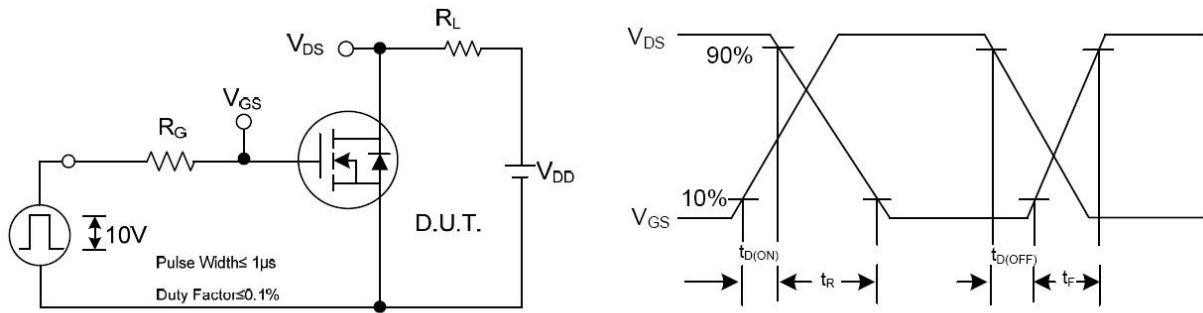 R_L
V_DS
V_GS
R_G
V_DD
10V
D.U.T.
Pulse Width≤ 1μs
Duty Factor≤0.1%
V_DS
90%
10%
V_GS
t_D(ON)
t_R
t_D(OFF)
t_F